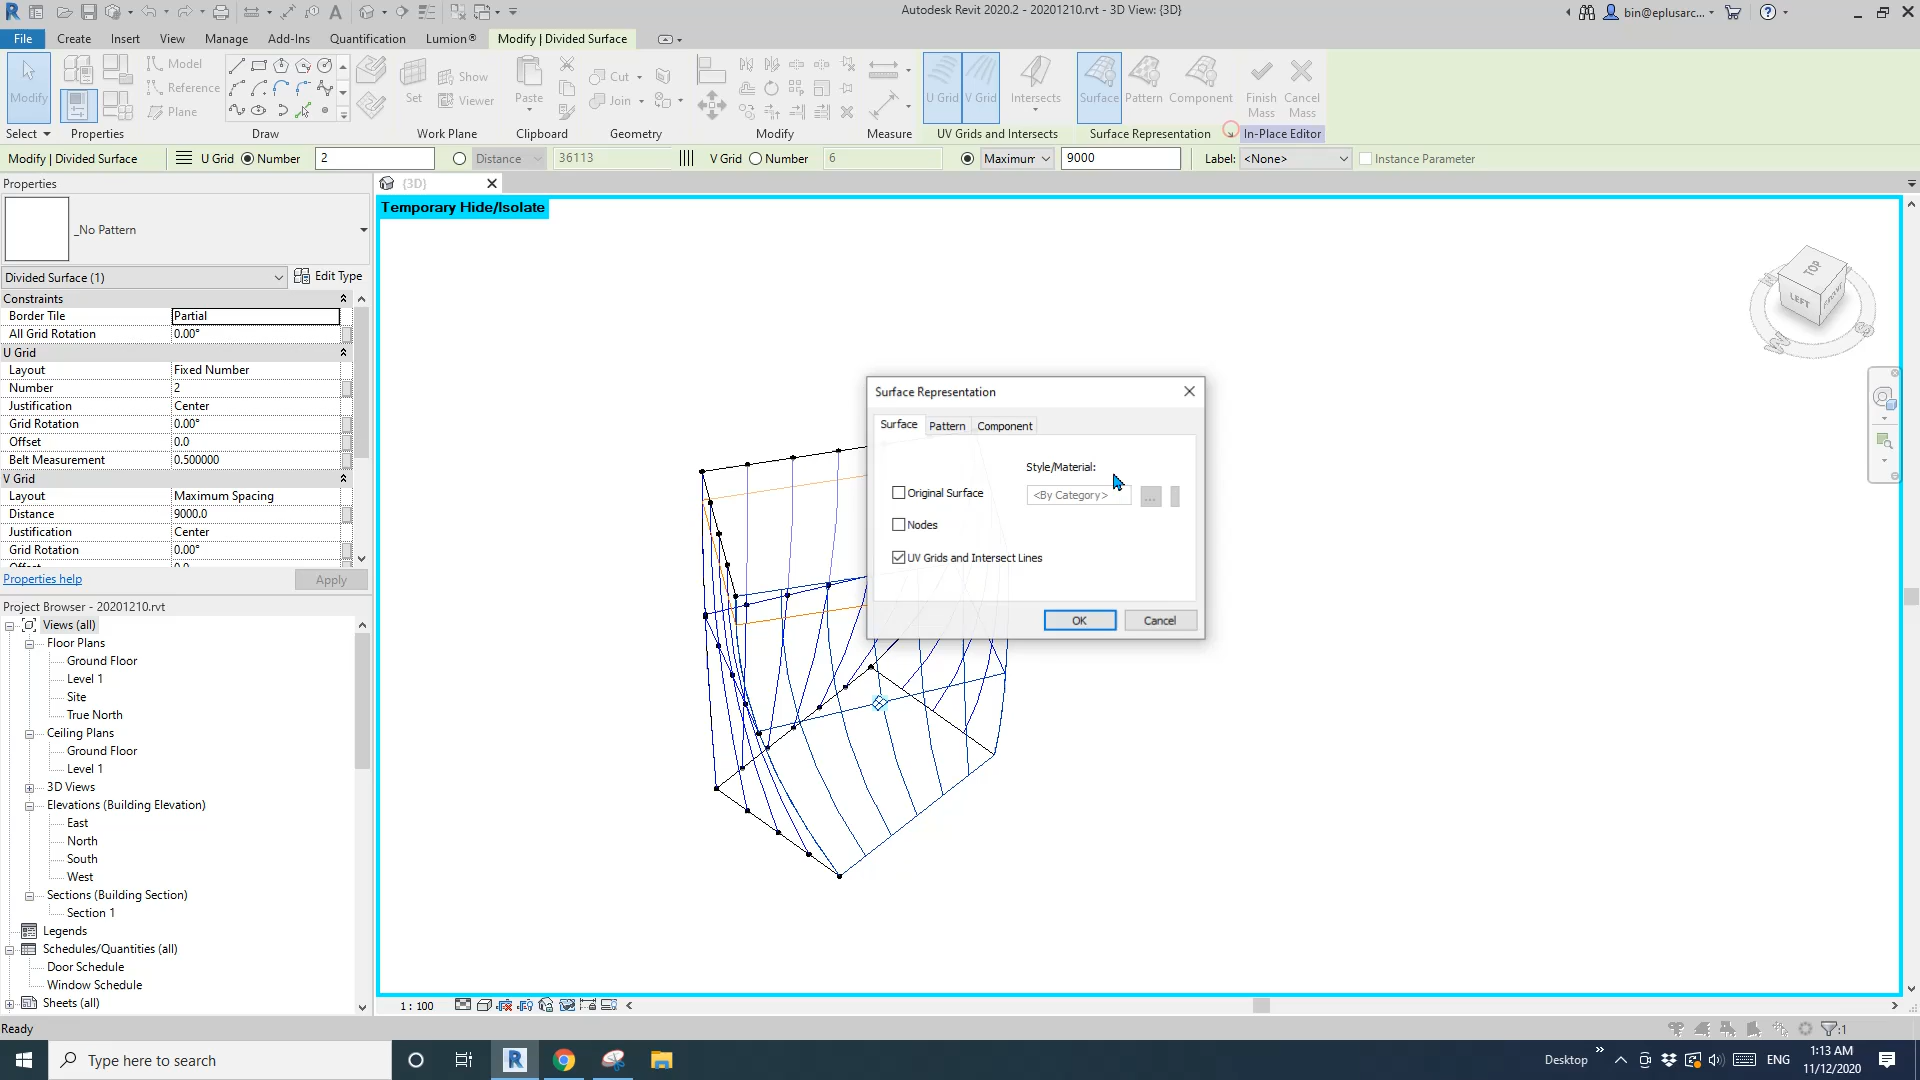 Autodesk Revit 2020.2 - 20201210.rvt - 3D View: {3D}
bin@eplusarc...
File Create Insert View Manage Add-Ins Quantification Lumion® Modify | Divided Surface
Model
Reference
Plane
Modify
Set
Show
Viewer
Paste
Cut
Join
U Grid
V Grid
Intersects
Surface
Pattern
Component
Finish
Mass
Cancel
Mass
Select Properties Draw Work Plane Clipboard Geometry Modify Measure UV Grids and Intersects Surface Representation In-Place Editor
Modify | Divided Surface U Grid Number 2 Distance 36113 V Grid Number 6 Maximum 9000 Label: <None> Instance Parameter
Properties
{3D}
Temporary Hide/Isolate
_No Pattern
Divided Surface (1) Edit Type
Constraints
Border Tile Partial
All Grid Rotation 0.00°
U Grid
Layout Fixed Number
Number 2
Justification Center
Grid Rotation 0.00°
Offset 0.0
Belt Measurement 0.500000
V Grid
Layout Maximum Spacing
Distance 9000.0
Justification Center
Grid Rotation 0.00°
Offset 0.0
Properties help Apply
Project Browser - 20201210.rvt
Views (all)
Floor Plans
Ground Floor
Level 1
Site
True North
Ceiling Plans
Ground Floor
Level 1
3D Views
Elevations (Building Elevation)
East
North
South
West
Sections (Building Section)
Section 1
Legends
Schedules/Quantities (all)
Door Schedule
Window Schedule
Sheets (all)
Surface Representation
Surface Pattern Component
Style/Material:
Original Surface <By Category> ...
Nodes
UV Grids and Intersect Lines
OK Cancel
TOP
LEFT
1 : 100
Ready
:1
Type here to search
Desktop
ENG
1:13 AM
11/12/2020